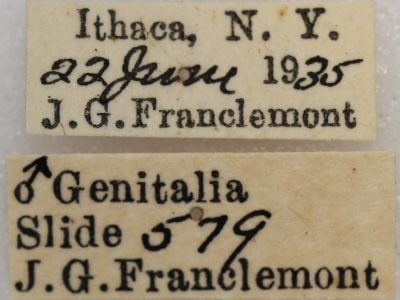 Ithaca, N. Y.
22 June 1935
J.G.Franclemont
♂ Genitalia
Slide 579
J.G.Franclemont